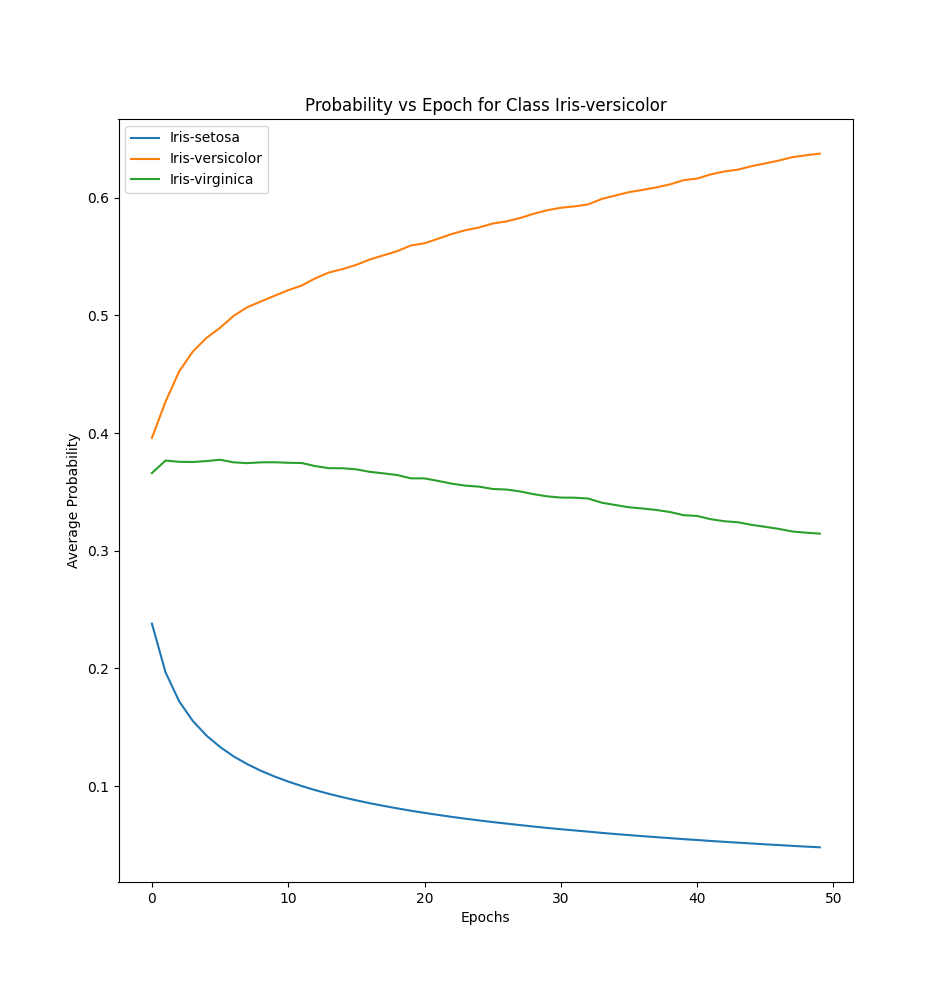 Probability vs Epoch for Class Iris-versicolor
Iris-setosa
Iris-versicolor
Iris-virginica
0.6
0.5
0.4
0.3
0.2
0.1
Average Probability
0 10 20 30 40 50
Epochs